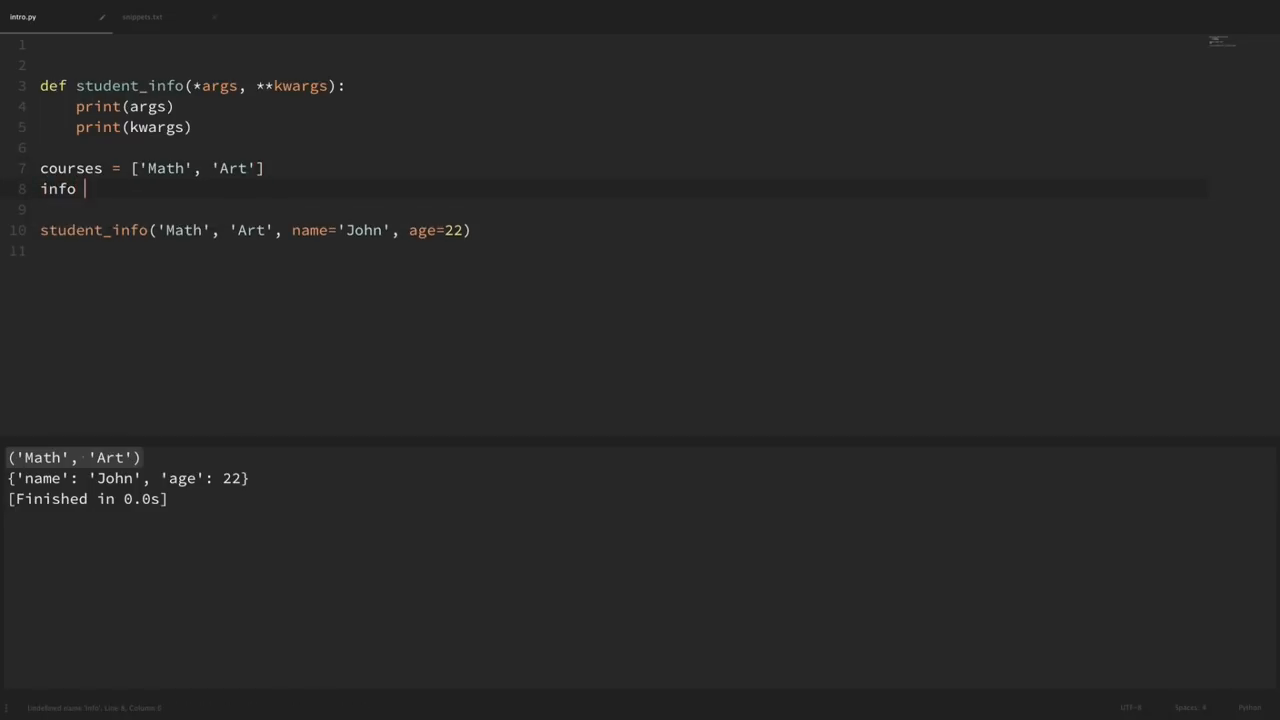 intro.py
snippets.txt
1
2
3 def student_info(*args, **kwargs):
4 print(args)
5 print(kwargs)
6
7 courses = ['Math', 'Art']
8 info
9
10 student_info('Math', 'Art', name='John', age=22)
11
('Math', 'Art')
{'name': 'John', 'age': 22}
[Finished in 0.0s]
Undefined name 'info', Line 8, Column 6
UTF-8
Spaces: 4
Python